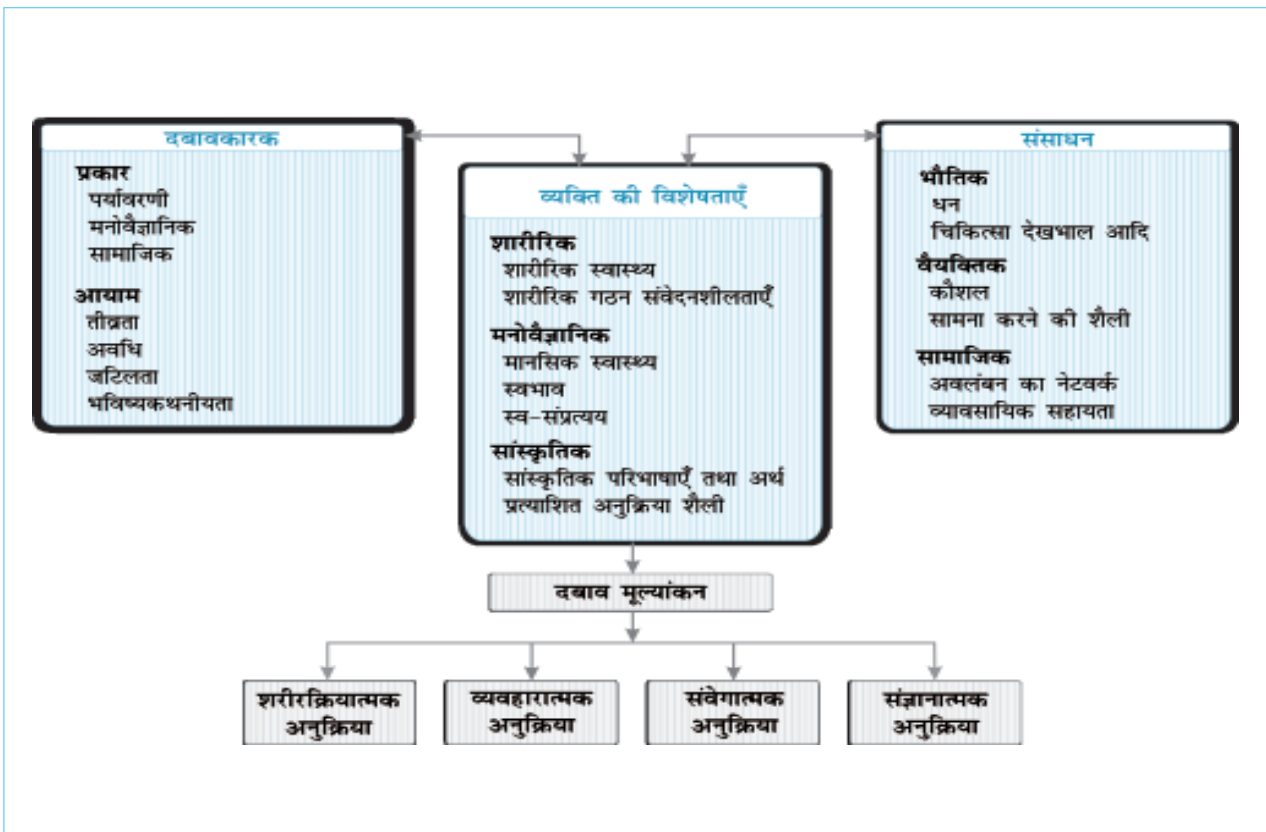 दबावकारक
प्रकार
पर्यावरणी
मनोवैज्ञानिक
सामाजिक
आयाम
तीव्रता
अवधि
जटिलता
भविष्यकथनीयता
व्यक्ति की विशेषताएँ
शारीरिक
शारीरिक स्वास्थ्य
शारीरिक गठन संवेदनशीलताएँ
मनोवैज्ञानिक
मानसिक स्वास्थ्य
स्वभाव
स्व-संप्रत्यय
सांस्कृतिक
सांस्कृतिक परिभाषाएँ तथा अर्थ
प्रत्याशित अनुक्रिया शैली
संसाधन
भौतिक
धन
चिकित्सा देखभाल आदि
वैयक्तिक
कौशल
सामना करने की शैली
सामाजिक
अवलंबन का नेटवर्क
व्यावसायिक सहायता
दबाव मूल्यांकन
शरीरक्रियात्मक
अनुक्रिया
व्यवहारात्मक
अनुक्रिया
संवेगात्मक
अनुक्रिया
संज्ञानात्मक
अनुक्रिया